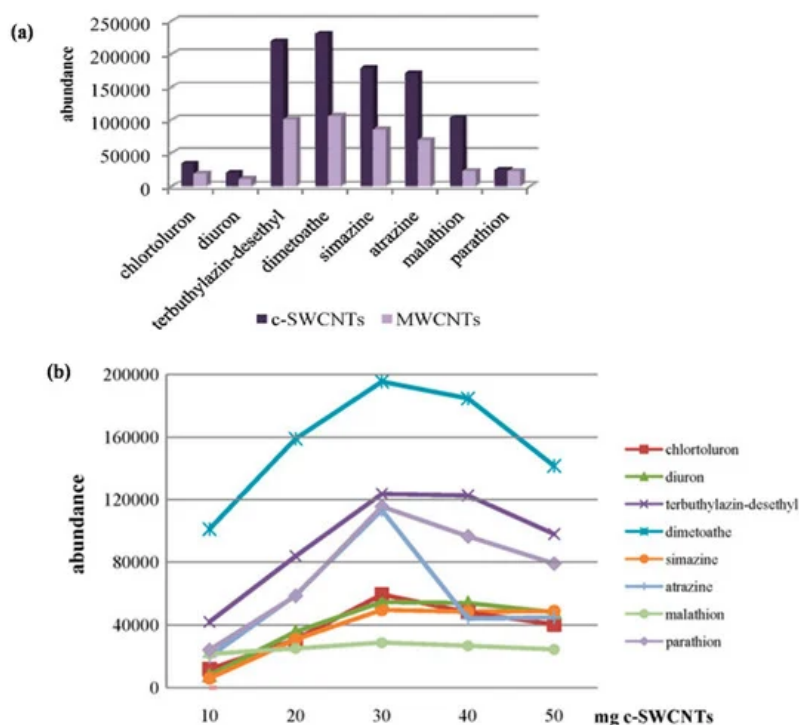 (a)
abundance
250000
200000
150000
100000
50000
0
chlortoluron
diuron
terbuthylazin-desethyl
dimetoathe
simazine
atrazine
malathion
parathion
c-SWCNTs MWCNTs
(b)
abundance
200000
160000
120000
80000
40000
0
10 20 30 40 50 mg c-SWCNTs
chlortoluron
diuron
terbuthylazin-desethyl
dimetoathe
simazine
atrazine
malathion
parathion